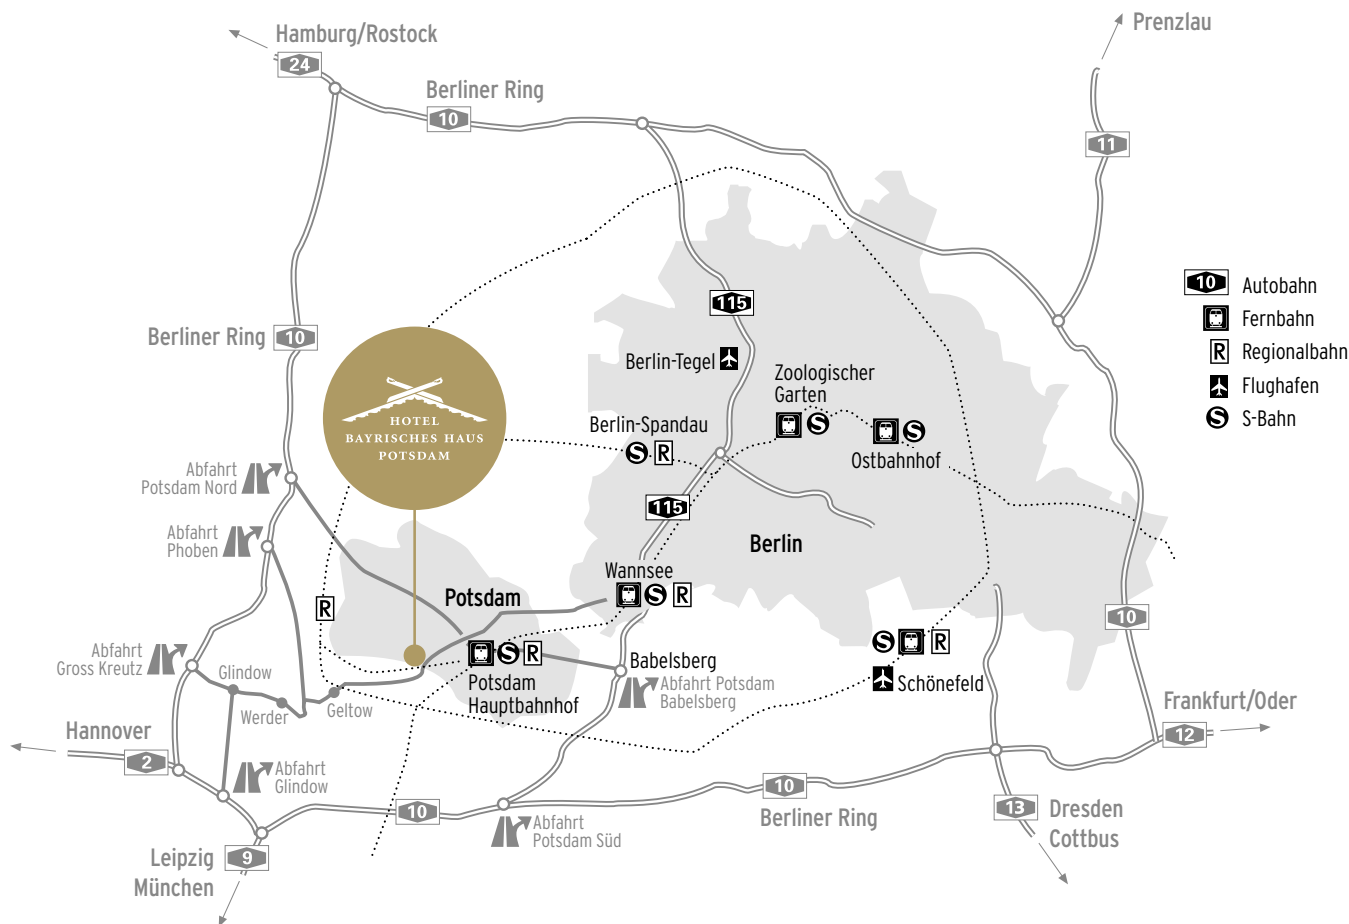 Hamburg/Rostock
24
Prenzlau
Berliner Ring
10
11
10
Autobahn
Fernbahn
R
Regionalbahn
Flughafen
S
S-Bahn
115
Berliner Ring
10
Berlin-Tegel
Zoologischer
Garten
S
HOTEL
BAYRISCHES HAUS
POTSDAM
Berlin-Spandau
S
R
S
Ostbahnhof
Abfahrt
Potsdam Nord
115
Abfahrt
Phoben
Berlin
Wannsee
S
R
Potsdam
R
10
Abfahrt
Gross Kreutz
Glindow
Werder
Geltow
S
R
Potsdam
Hauptbahnhof
Babelsberg
Abfahrt Potsdam
Babelsberg
S
R
Schönefeld
Frankfurt/Oder
12
Hannover
2
Abfahrt
Glindow
10
Abfahrt
Potsdam Süd
10
Berliner Ring
13
Dresden
Cottbus
Leipzig
München
9